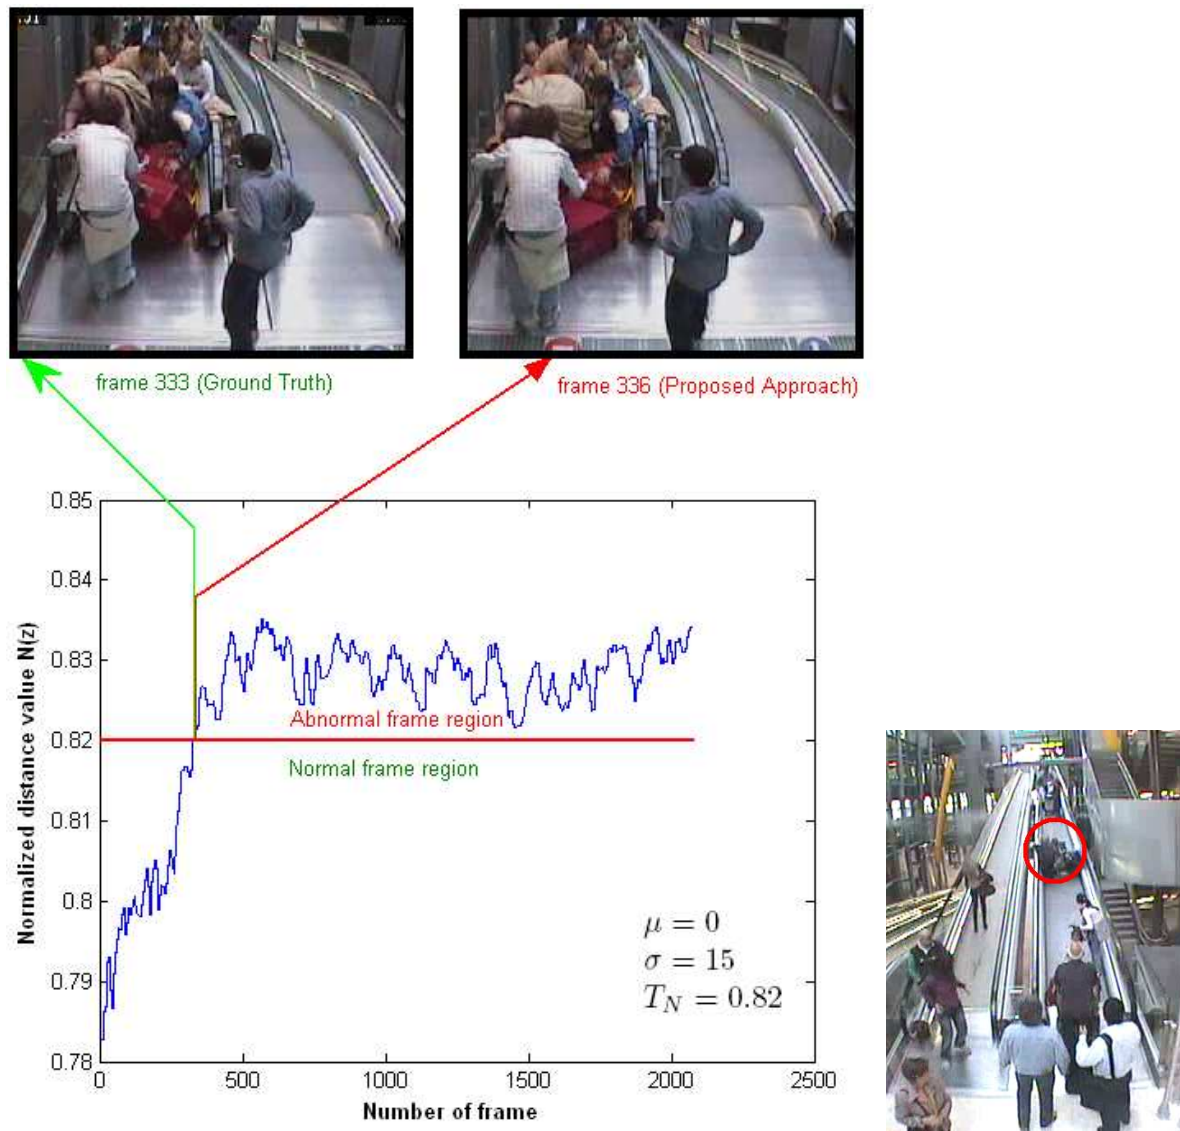 frame 333 (Ground Truth)
frame 336 (Proposed Approach)
0.85
0.84
0.83
0.82
0.81
0.8
0.79
0.78
Normalized distance value N(z)
Abnormal frame region
Normal frame region
μ = 0
σ = 15
T_N = 0.82
0
500
1000
1500
2000
2500
Number of frame